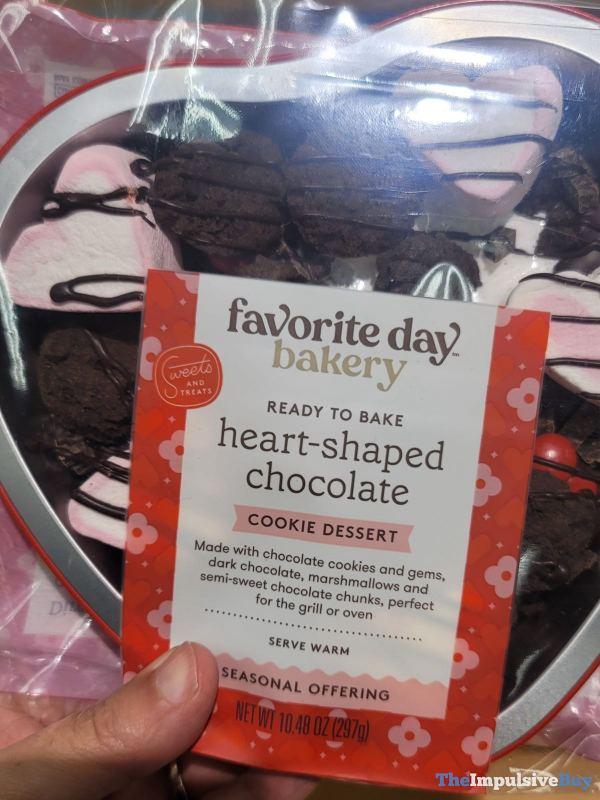 favorite day™
bakery
Sweets
AND
TREATS
READY TO BAKE
heart-shaped
chocolate
COOKIE DESSERT
Made with chocolate cookies and gems,
dark chocolate, marshmallows and
semi-sweet chocolate chunks, perfect
for the grill or oven
SERVE WARM
SEASONAL OFFERING
NET WT 10.48 OZ (297g)
TheImpulsiveBuy